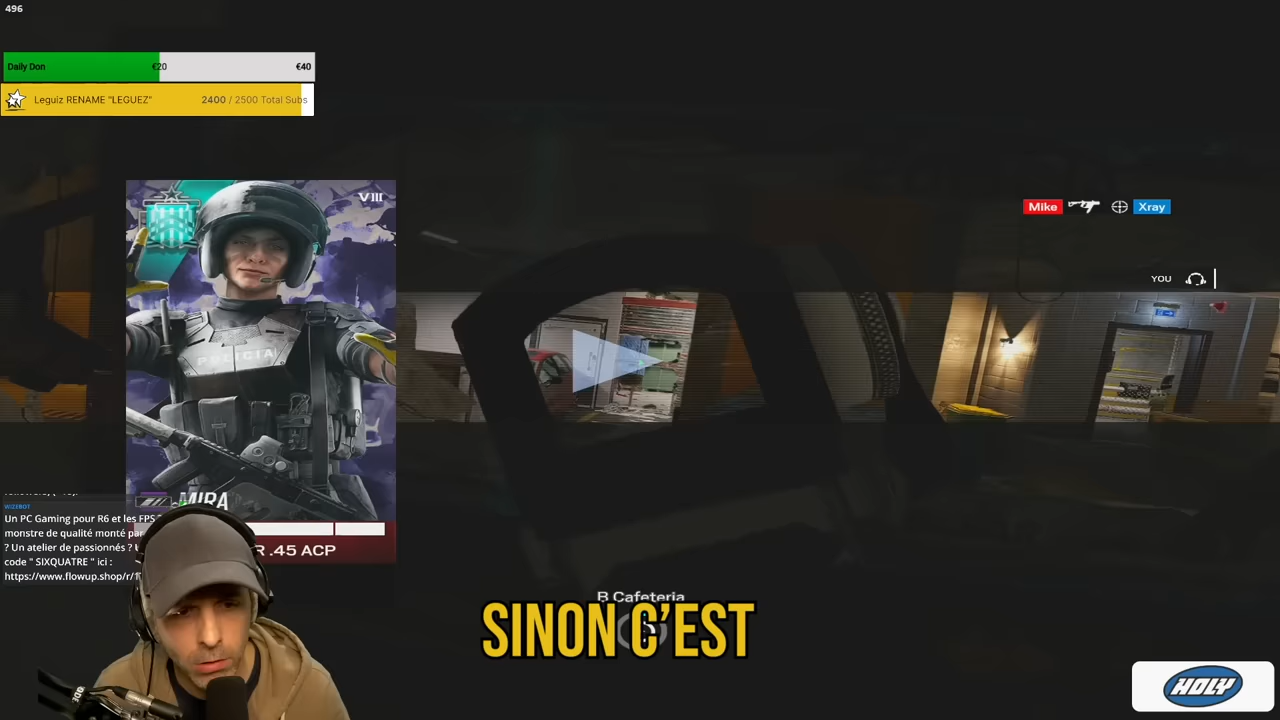 496
Daily Don €20 €40
Leguiz RENAME "LEGUEZ" 2400 / 2500 Total Subs
VIII
Mike Xray
YOU
POLICIA
MIRA
WIZEBOT
Un PC Gaming pour R6 et les FPS ?
monstre de qualité monté
? Un atelier de passionnés ?
code " SIXQUATRE " ici :
https://www.flowup.shop/r/
.45 ACP
B Cafeteria
SINON C'EST
HOLY